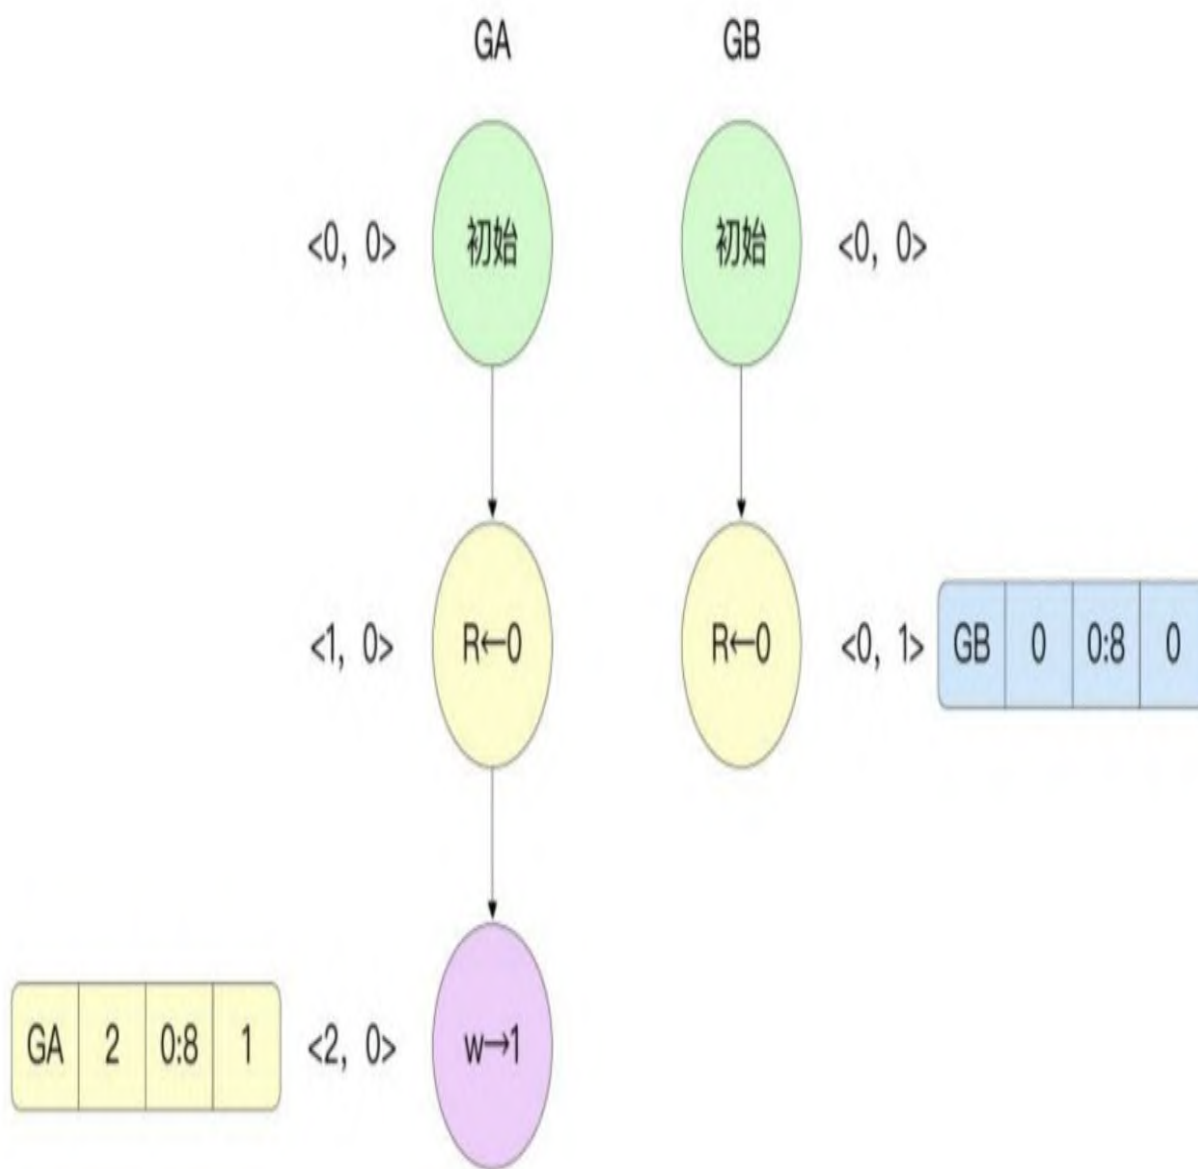 GA GB
<0, 0> 初始 初始 <0, 0>
<1, 0> R←0 R←0 <0, 1> GB 0 0:8 0
GA 2 0:8 1 <2, 0> w→1